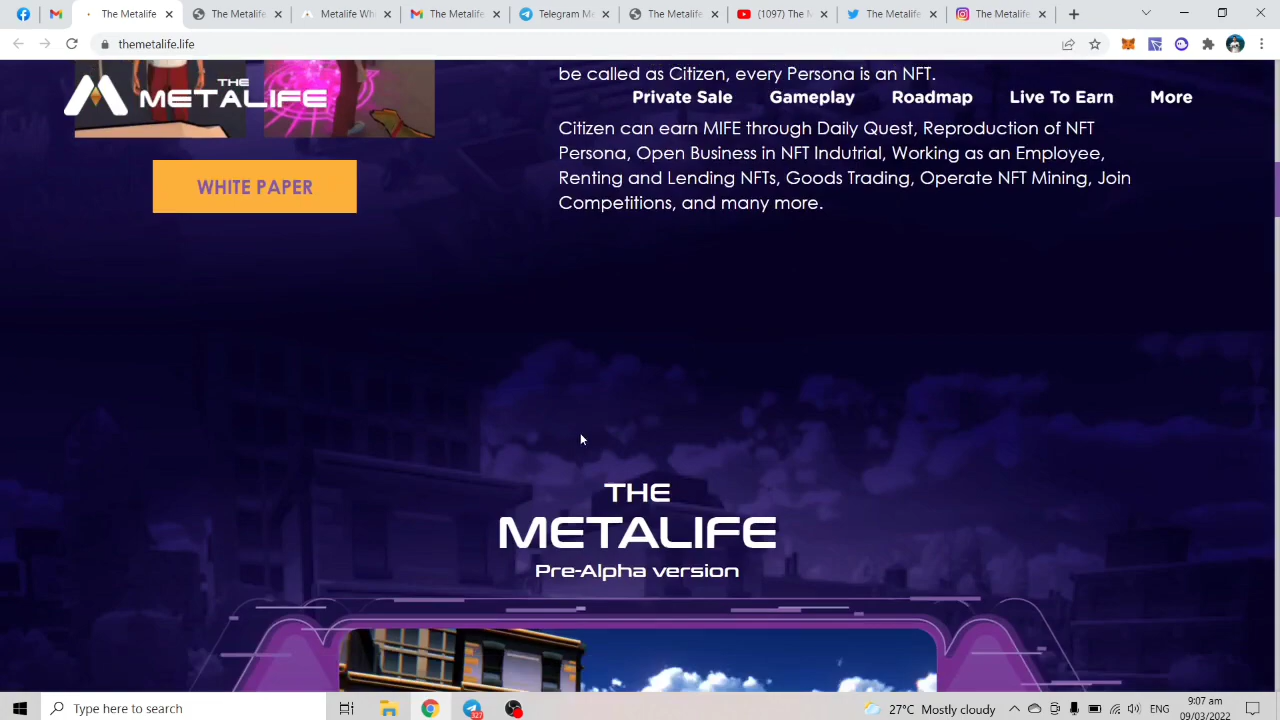 The Metalife
The Metalife
Metalife Wh
The Metalife
Telegram Me
The Metalife
(1097) The M
The Metalife
The Metalife
themetalife.life
THE
METALIFE
Private Sale
Gameplay
Roadmap
Live To Earn
More
be called as Citizen, every Persona is an NFT.
Citizen can earn MIFE through Daily Quest, Reproduction of NFT
Persona, Open Business in NFT Indutrial, Working as an Employee,
Renting and Lending NFTs, Goods Trading, Operate NFT Mining, Join
Competitions, and many more.
WHITE PAPER
THE
METALIFE
Pre-Alpha version
Type here to search
27°C Mostly cloudy
ENG
9:07 am
09/03/2022